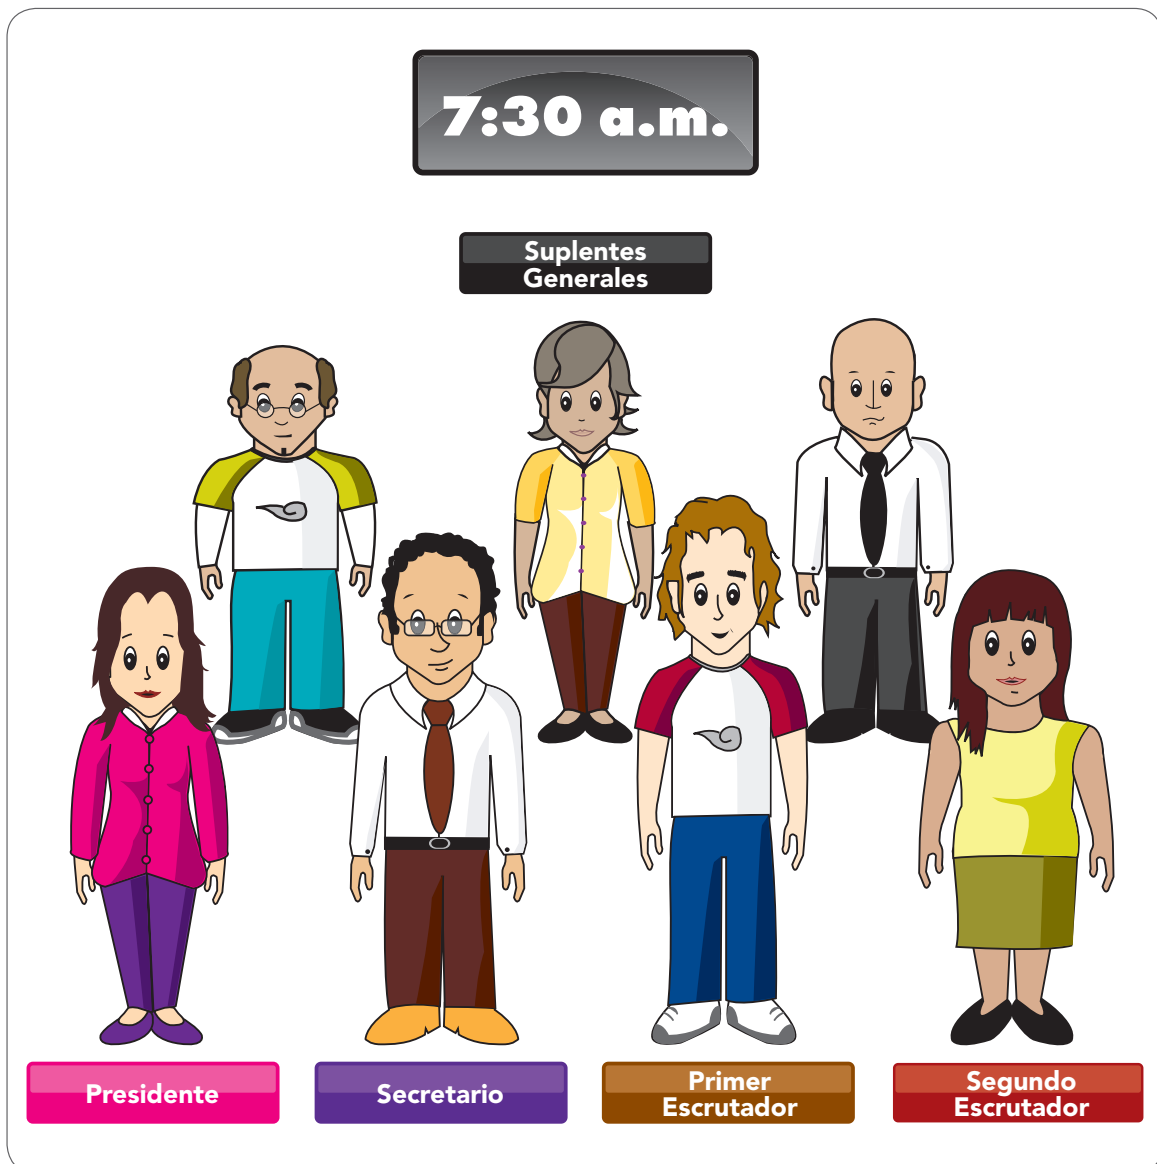 7:30 a.m.
Suplentes
Generales
Presidente
Secretario
Primer
Escrutador
Segundo
Escrutador